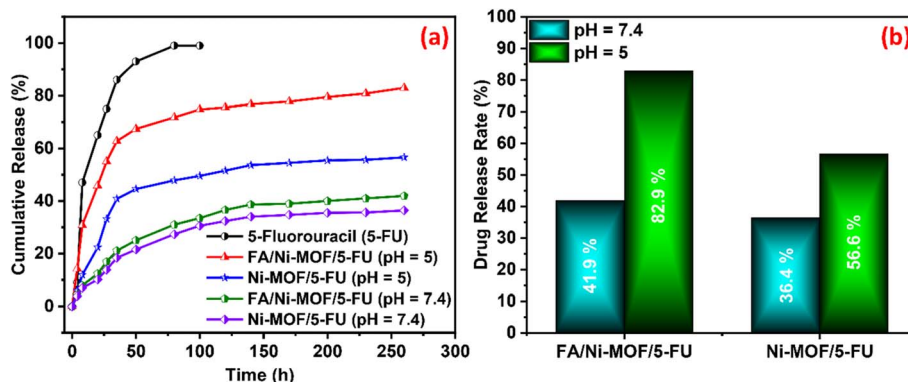 (a)
Cumulative Release (%)
100
80
60
40
20
0
5-Fluorouracil (5-FU)
FA/Ni-MOF/5-FU (pH = 5)
Ni-MOF/5-FU (pH = 5)
FA/Ni-MOF/5-FU (pH = 7.4)
Ni-MOF/5-FU (pH = 7.4)
0 50 100 150 200 250 300
Time (h)
(b)
Drug Release Rate (%)
100
90
80
70
60
50
40
30
20
10
0
pH = 7.4
pH = 5
41.9 %
82.9 %
36.4 %
56.6 %
FA/Ni-MOF/5-FU Ni-MOF/5-FU